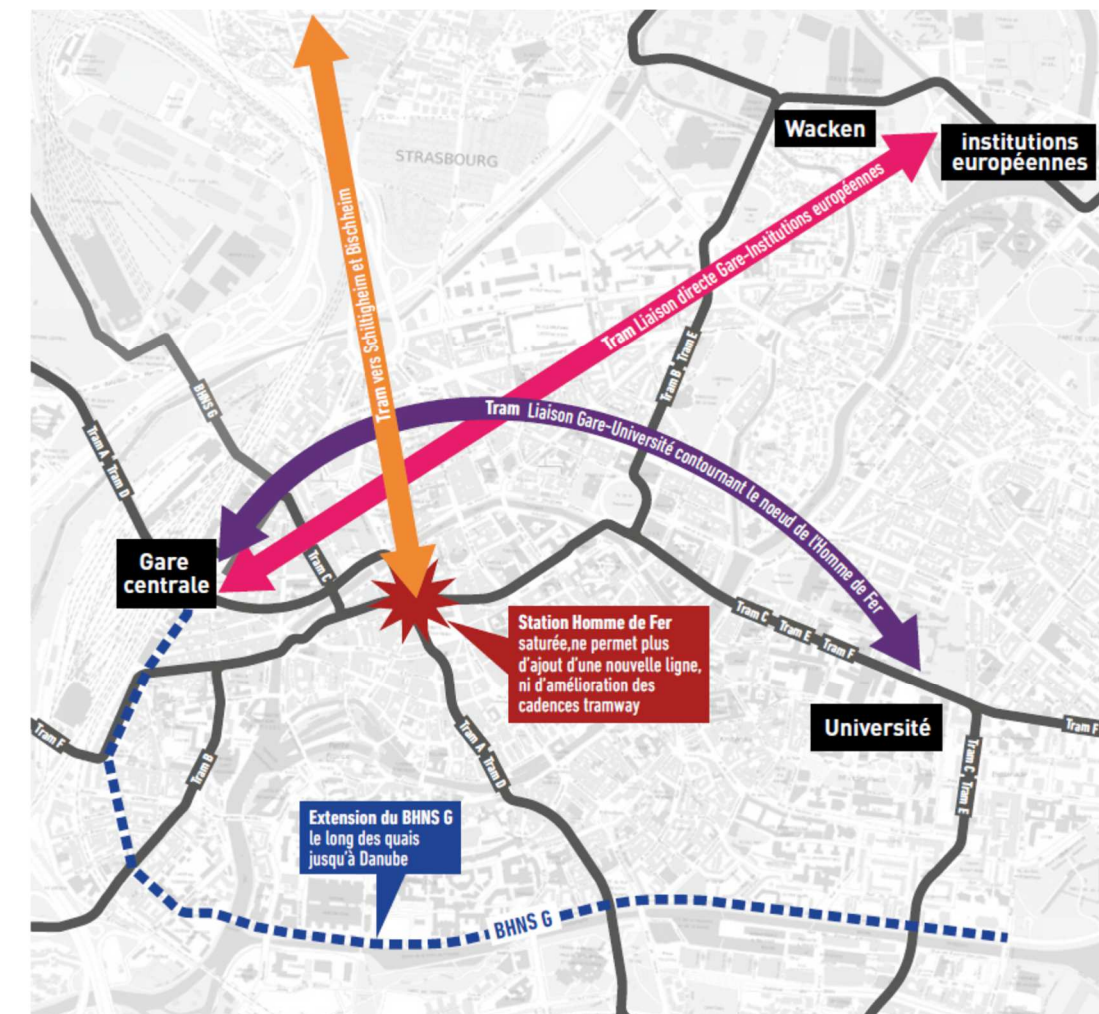 STRASBOURG
Wacken
institutions
européennes
Tram vers Schiltigheim et Bischheim
Tram Liaison directe Gare-Institutions européennes
Tram B, Tram E
BHNS G
Tram Liaison Gare-Université contournant le noeud de l'Homme de Fer
Tram A, Tram D
Gare
centrale
Tram C
Station Homme de Fer
saturée,ne permet plus
d'ajout d'une nouvelle ligne,
ni d'amélioration des
cadences tramway
Tram C, Tram E, Tram F
Université
Tram F
Tram F
Tram B
Tram A, Tram D
Tram C, Tram E
Extension du BHNS G
le long des quais
jusqu'à Danube
BHNS G